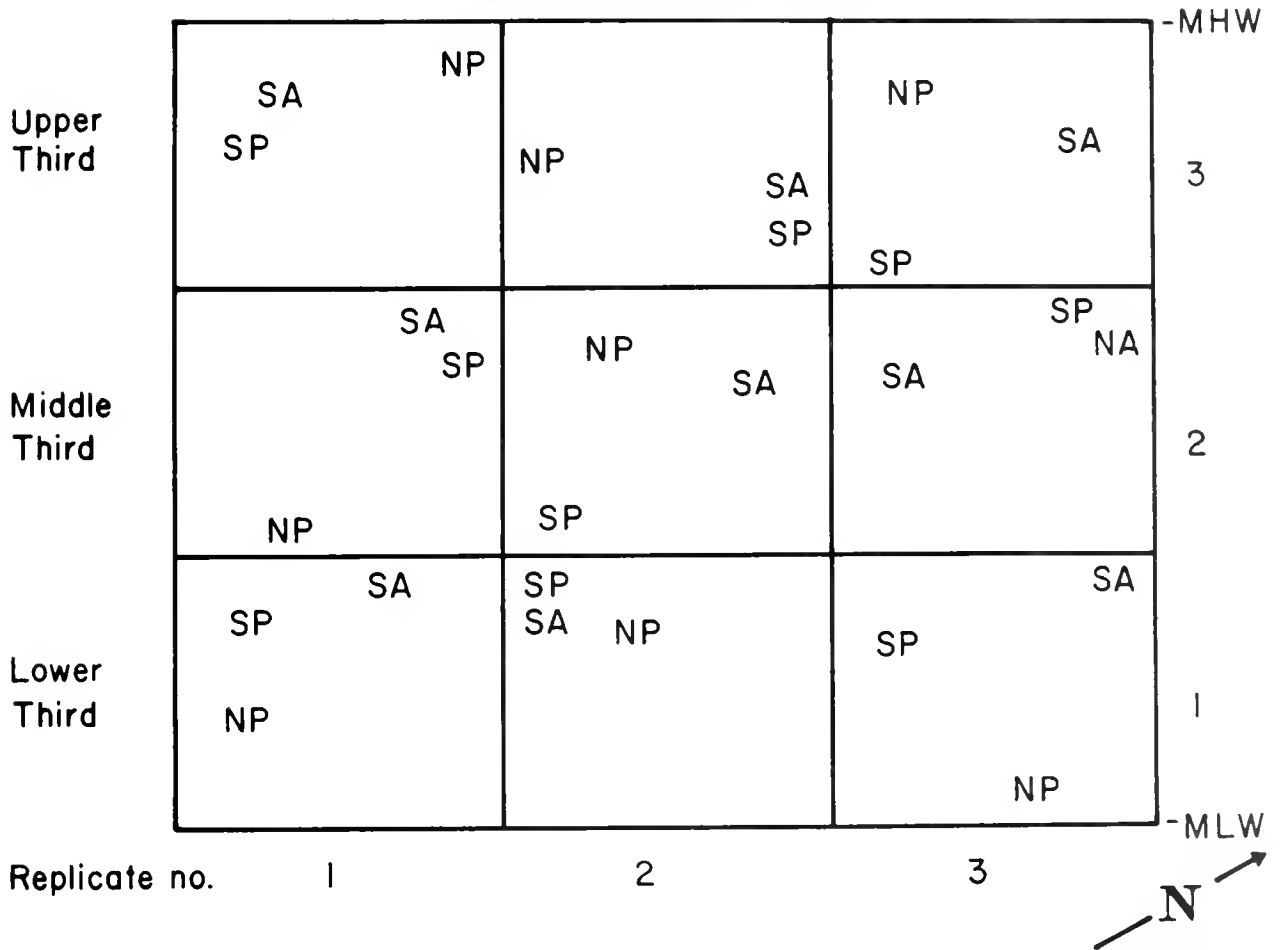 -MHW
NP
SA
NP
SA
Upper
Third
SP
NP
SA
3
SP
SP
SA
SP
NA
SP
NP
SA
SA
Middle
Third
2
SP
NP
SA
SP
SA
SP
SA
NP
SP
Lower
Third
NP
1
NP
-MLW
Replicate no. 1 2 3
N